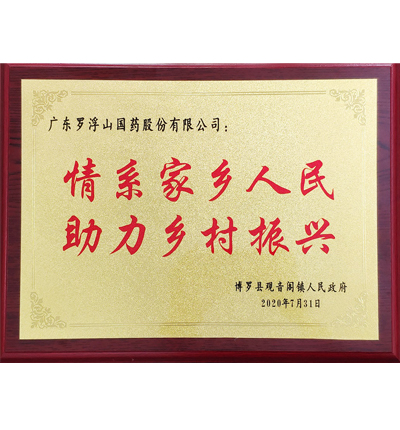 广东罗浮山国药股份有限公司：
情系家乡人民
助力乡村振兴
博罗县观音阁镇人民政府
2020年7月31日